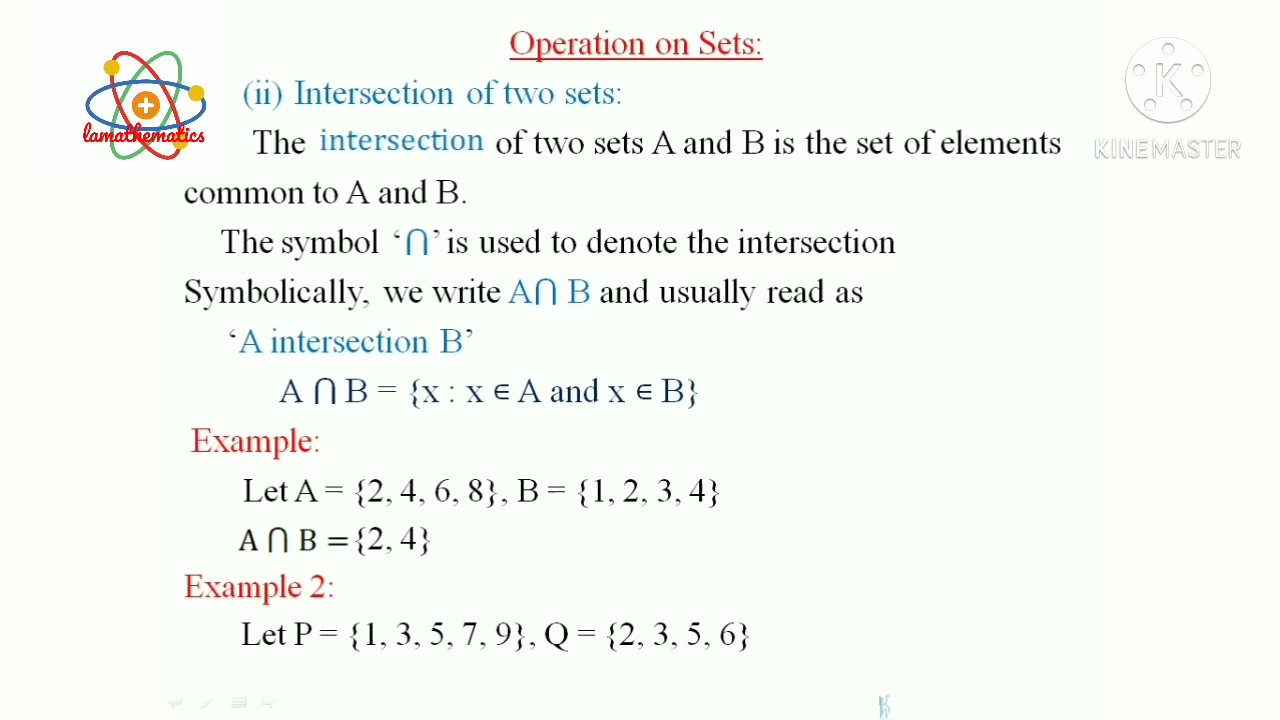 Operation on Sets:
lamathematics
K
KINEMASTER
(ii) Intersection of two sets:
The intersection of two sets A and B is the set of elements
common to A and B.
The symbol ‘⋂’ is used to denote the intersection
Symbolically, we write A⋂ B and usually read as
‘A intersection B’
A ⋂ B = {x : x ∈ A and x ∈ B}
Example:
Let A = {2, 4, 6, 8}, B = {1, 2, 3, 4}
A ⋂ B = {2, 4}
Example 2:
Let P = {1, 3, 5, 7, 9}, Q = {2, 3, 5, 6}